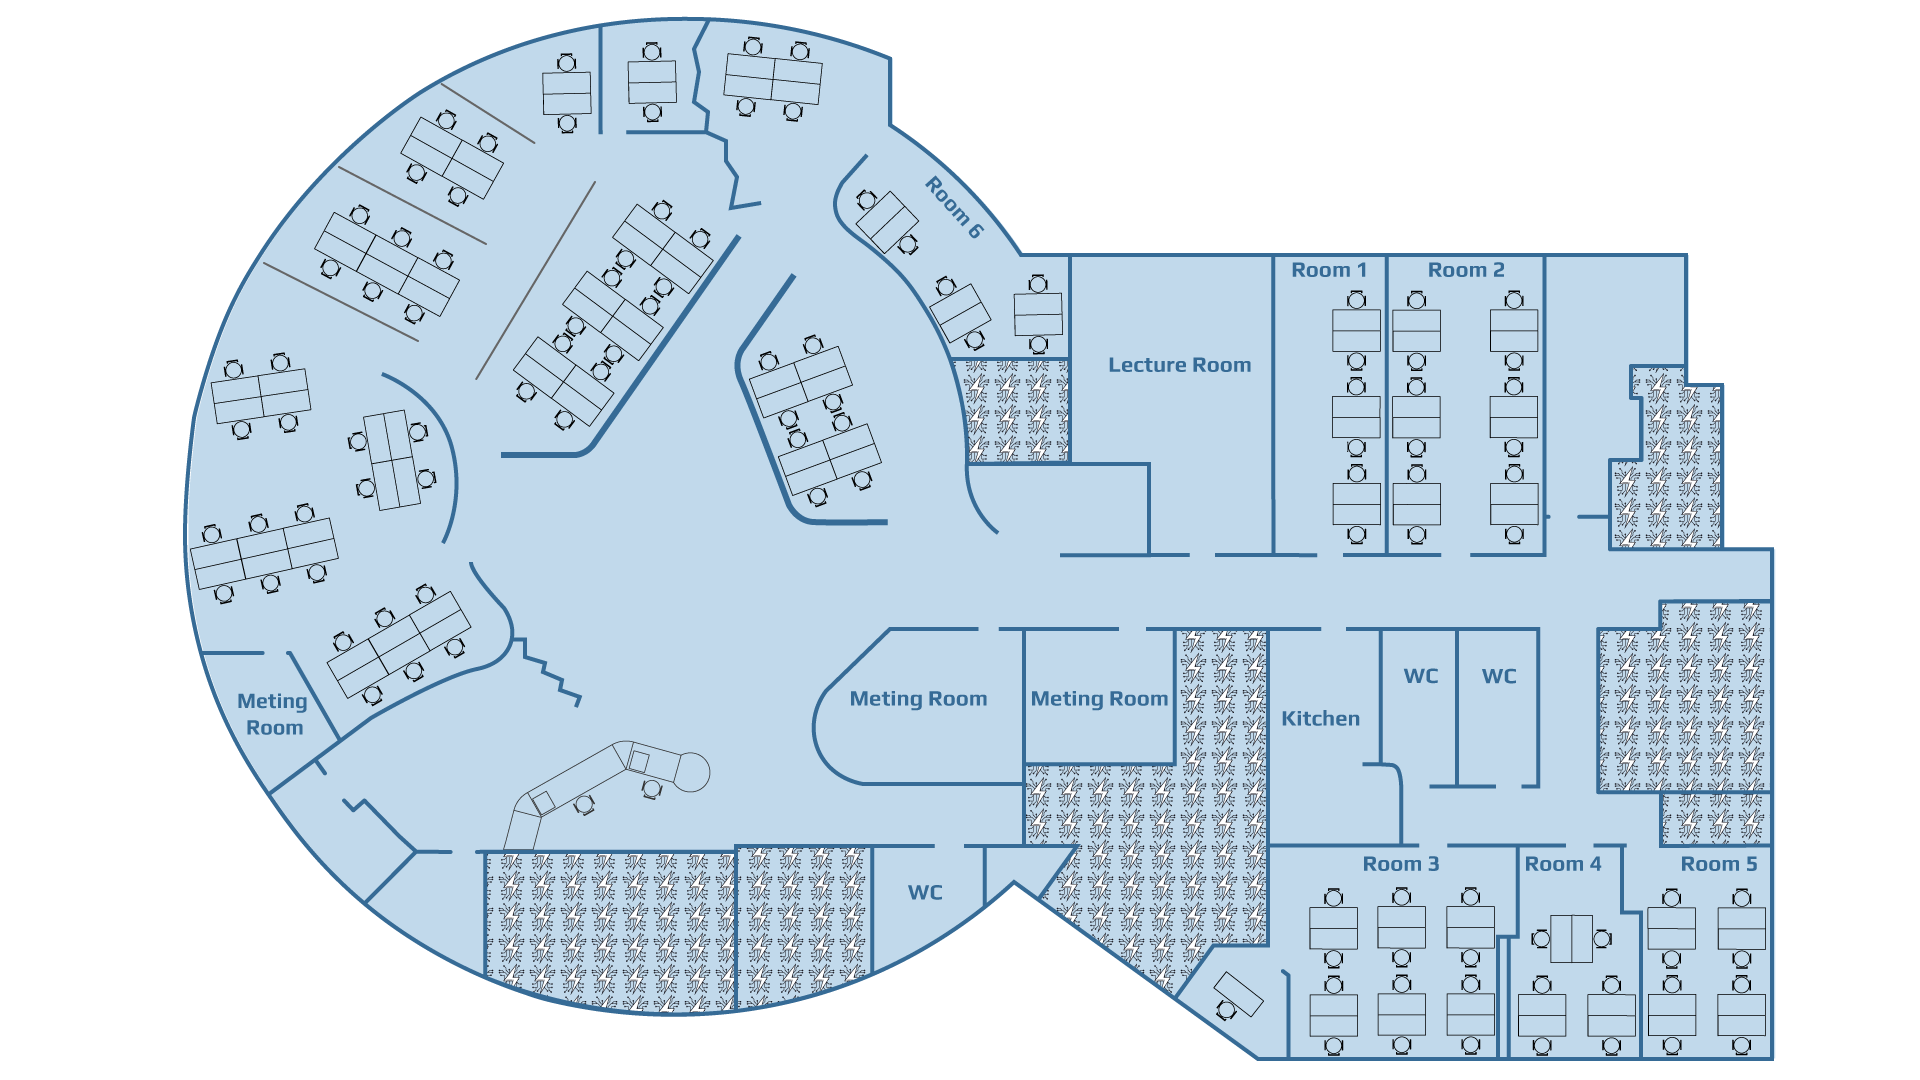 Room 6
Room 1
Room 2
Lecture Room
Meting
Room
Meting Room
Meting Room
Kitchen
WC
WC
WC
Room 3
Room 4
Room 5